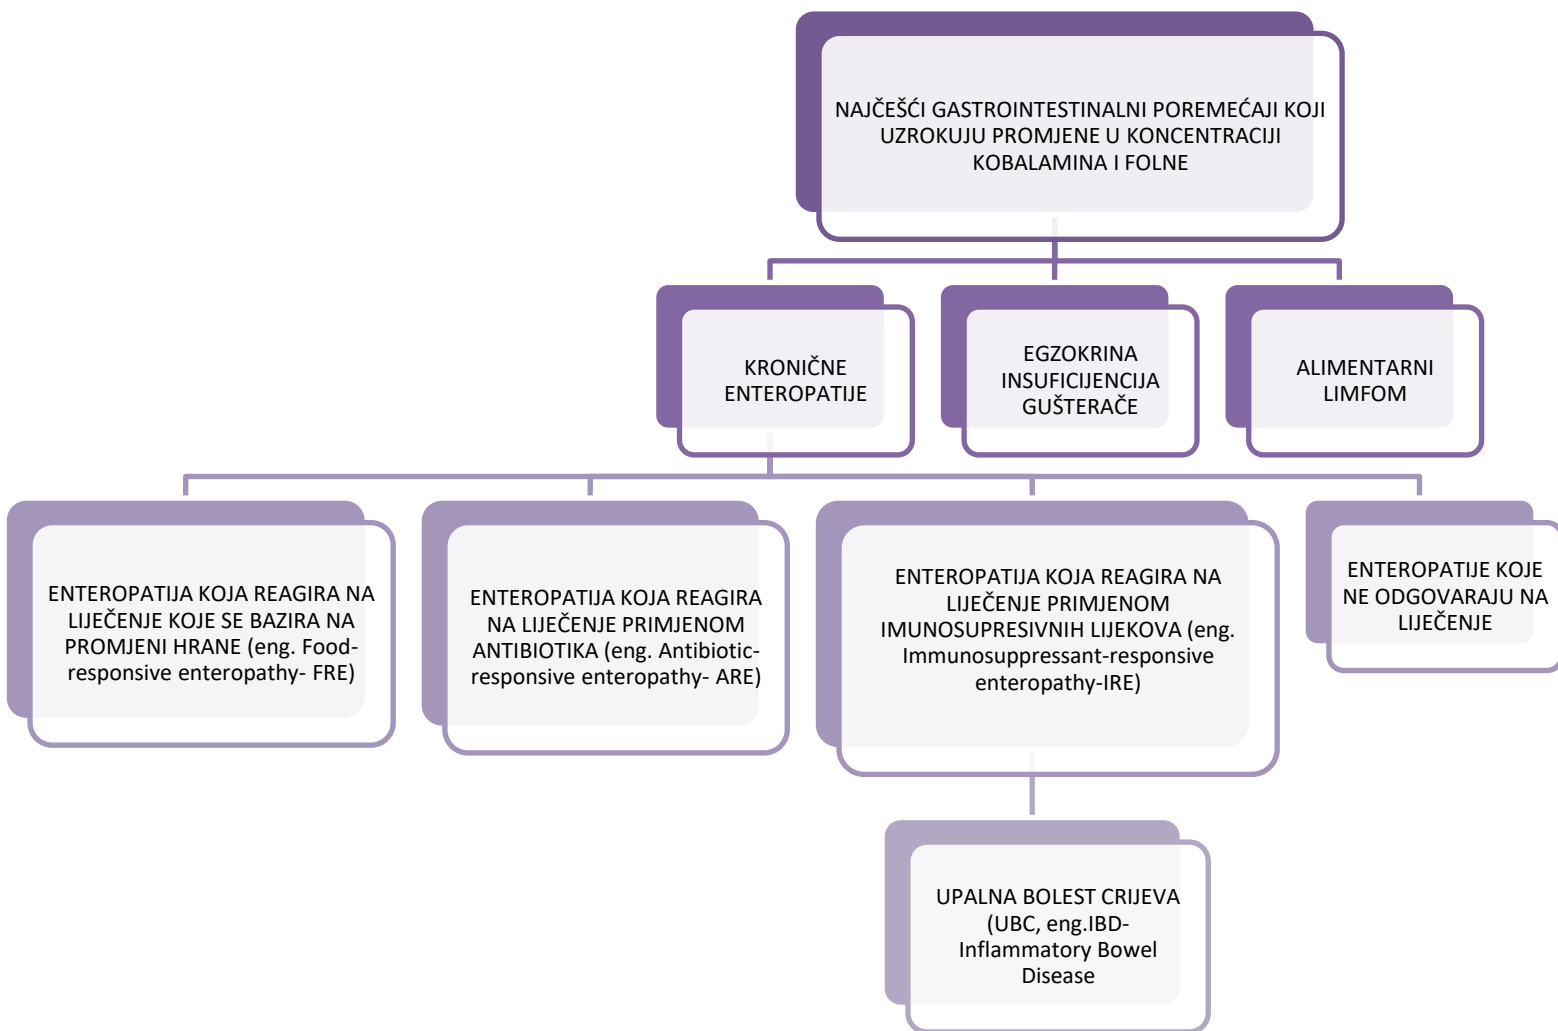 NAJČEŠĆI GASTROINTESTINALNI POREMEĆAJI KOJI
UZROKUJU PROMJENE U KONCENTRACIJI
KOBALAMINA I FOLNE
KRONIČNE
ENTEROPATIJE
EGZOKRINA
INSUFICIJENCIJA
GUŠTERAČE
ALIMENTARNI
LIMFOM
ENTEROPATIJA KOJA REAGIRA NA
LIJEČENJE KOJE SE BAZIRA NA
PROMJENI HRANE (eng. Food-
responsive enteropathy- FRE)
ENTEROPATIJA KOJA REAGIRA
NA LIJEČENJE PRIMJENOM
ANTIBIOTIKA (eng. Antibiotic-
responsive enteropathy- ARE)
ENTEROPATIJA KOJA REAGIRA NA
LIJEČENJE PRIMJENOM
IMUNOSUPRESIVNIH LIJEKOVA (eng.
Immunosuppressant-responsive
enteropathy-IRE)
ENTEROPATIJE KOJE
NE ODGOVARAJU NA
LIJEČENJE
UPALNA BOLEST CRIJEVA
(UBC, eng.IBD-
Inflammatory Bowel
Disease